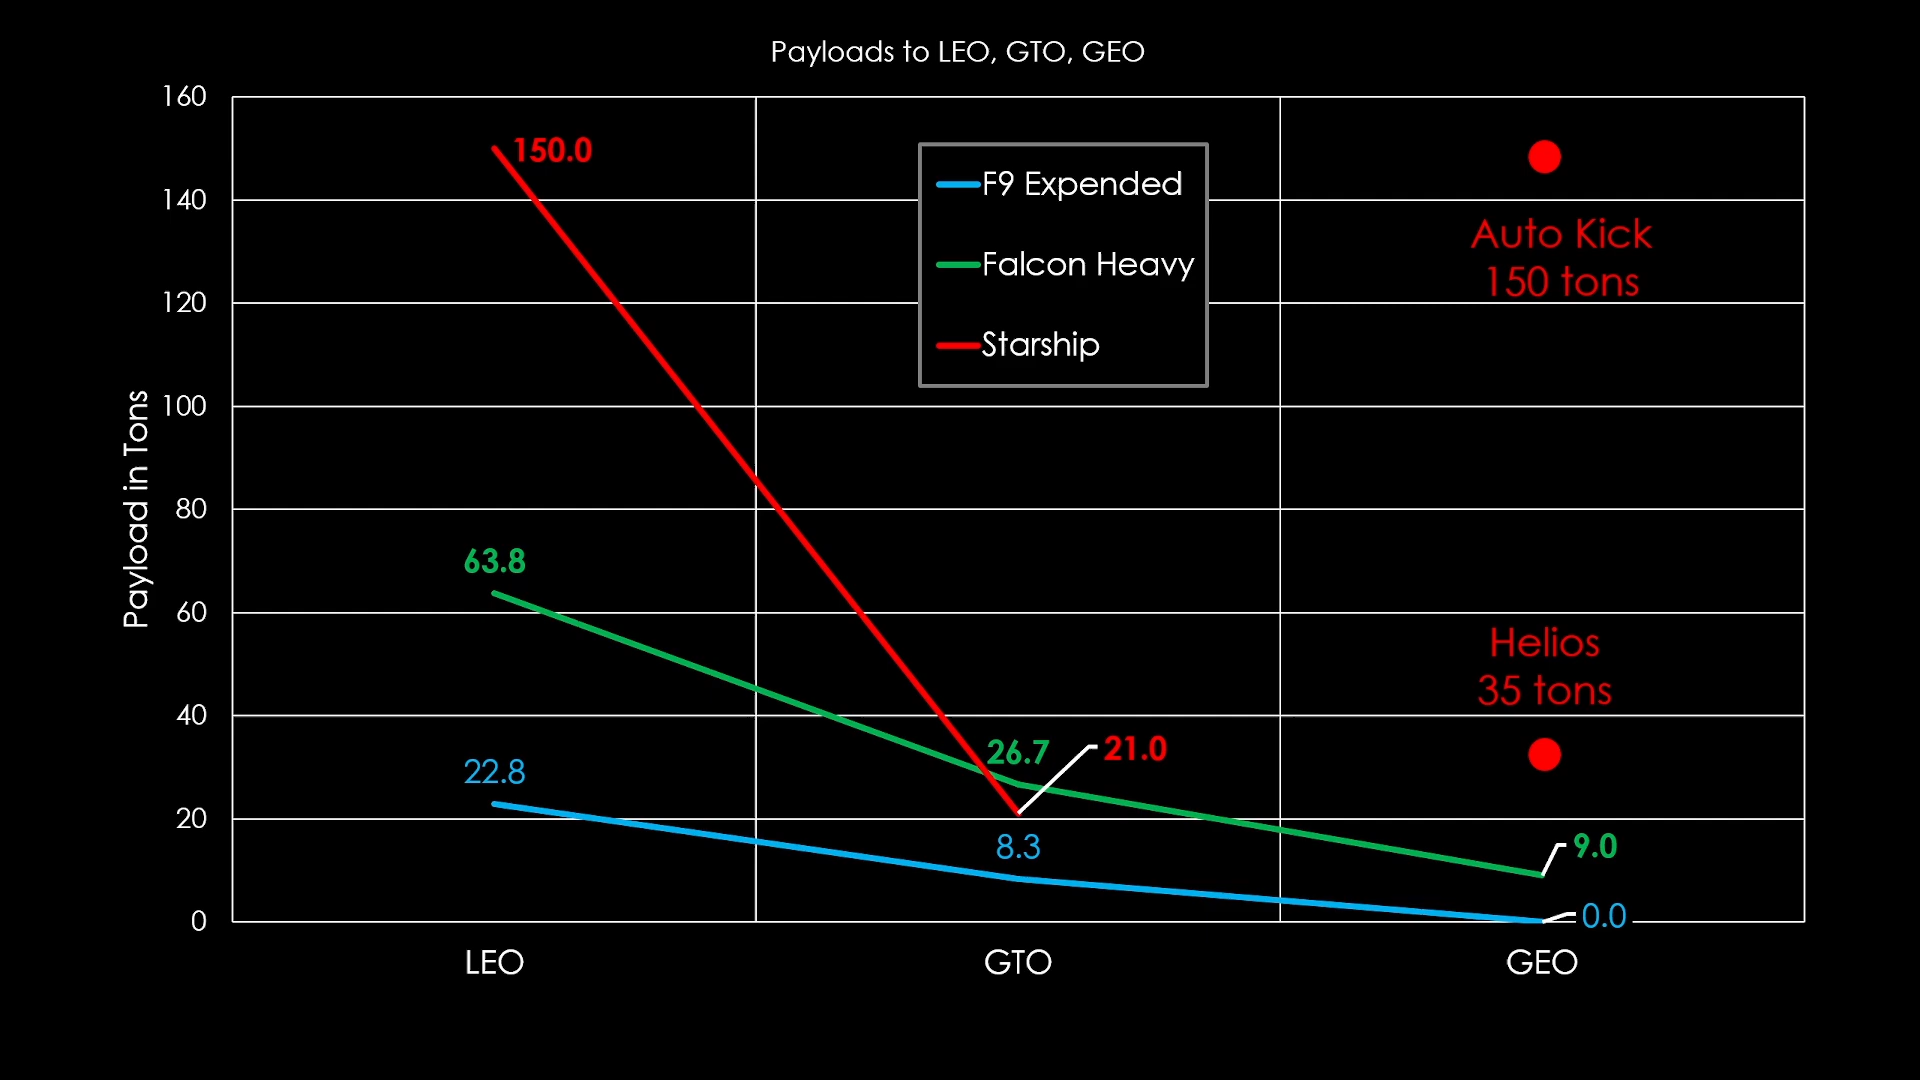 Payloads to LEO, GTO, GEO
160
140
120
100
80
60
40
20
0
Payload in Tons
150.0
63.8
22.8
F9 Expended
Falcon Heavy
Starship
26.7
21.0
8.3
Auto Kick
150 tons
Helios
35 tons
9.0
0.0
LEO
GTO
GEO